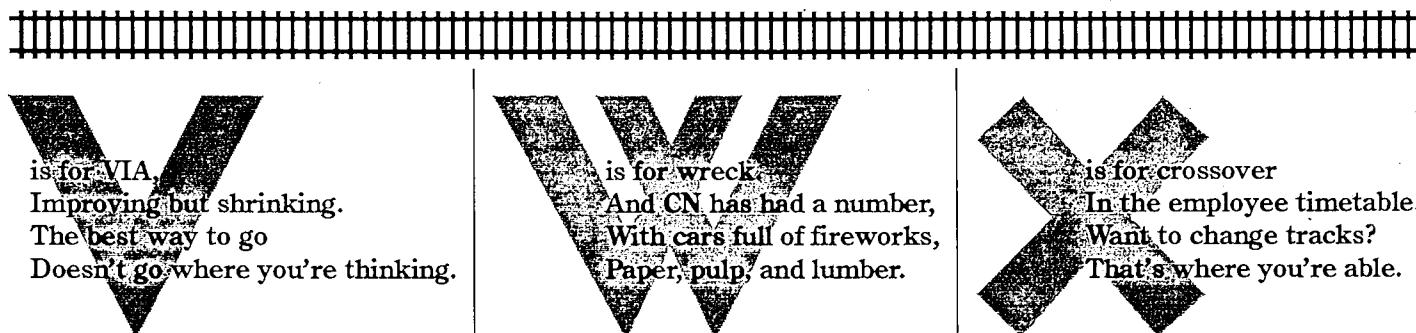 V
is for VIA,
Improving but shrinking.
The best way to go
Doesn't go where you're thinking.
W
is for wreck.
And CN has had a number,
With cars full of fireworks,
Paper, pulp, and lumber.
X
is for crossover
In the employee timetable.
Want to change tracks?
That's where you're able.